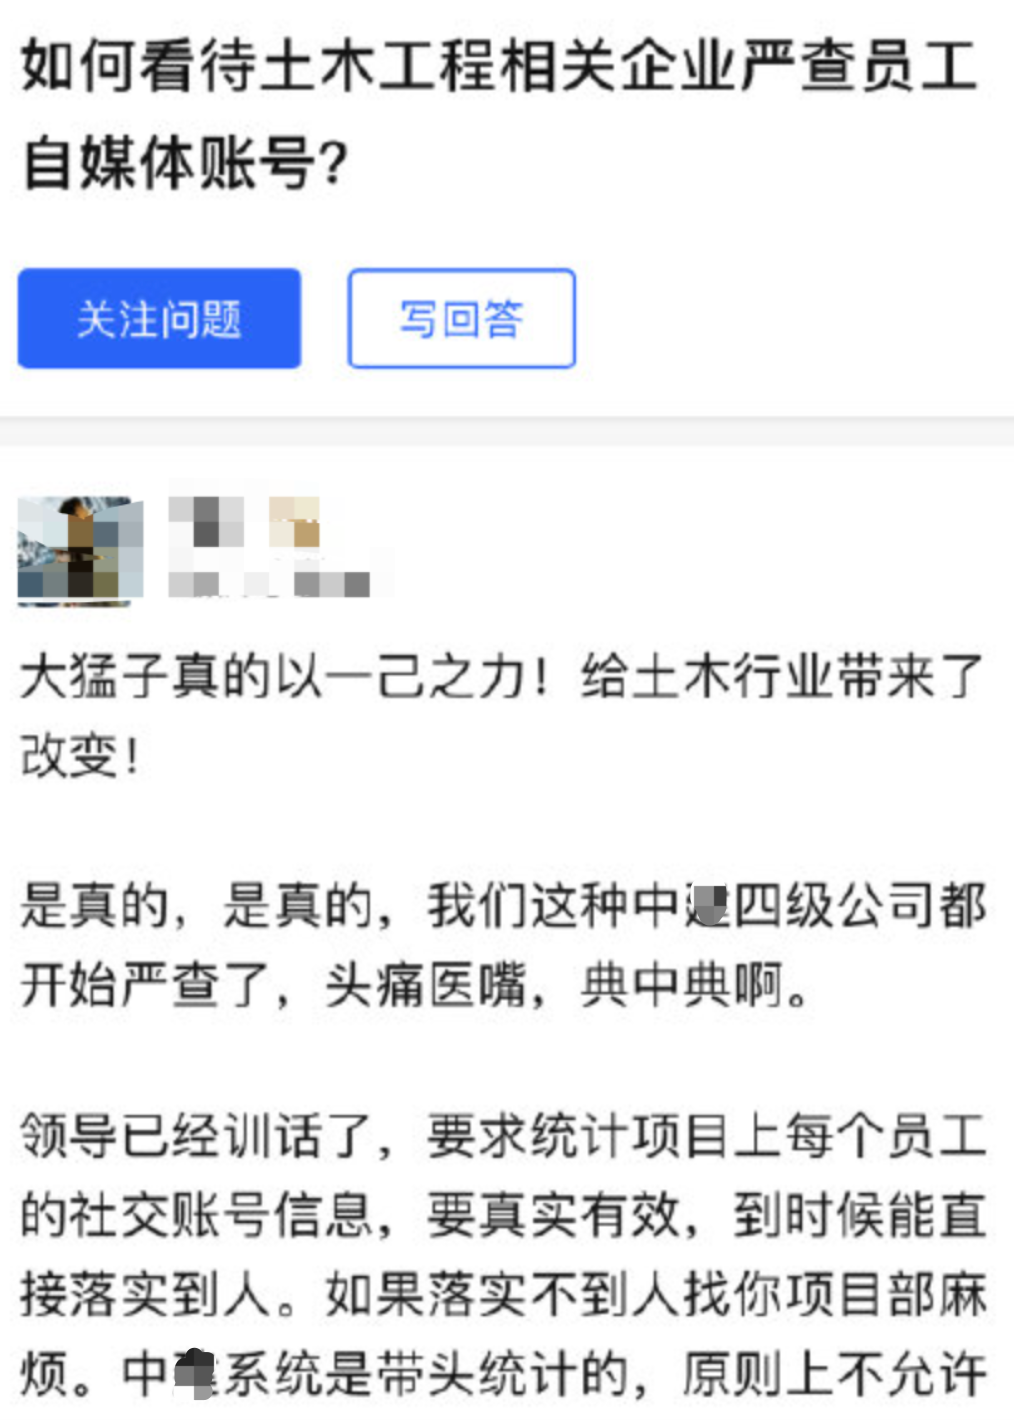 如何看待土木工程相关企业严查员工
自媒体账号?
关注问题
写回答
大猛子真的以一己之力！给土木行业带来了
改变！
是真的，是真的，我们这种中四级公司都
开始严查了，头痛医嘴，典中典啊。
领导已经训话了，要求统计项目上每个员工
的社交账号信息，要真实有效，到时候能直
接落实到人。如果落实不到人找你项目部麻
烦。中系统是带头统计的，原则上不允许